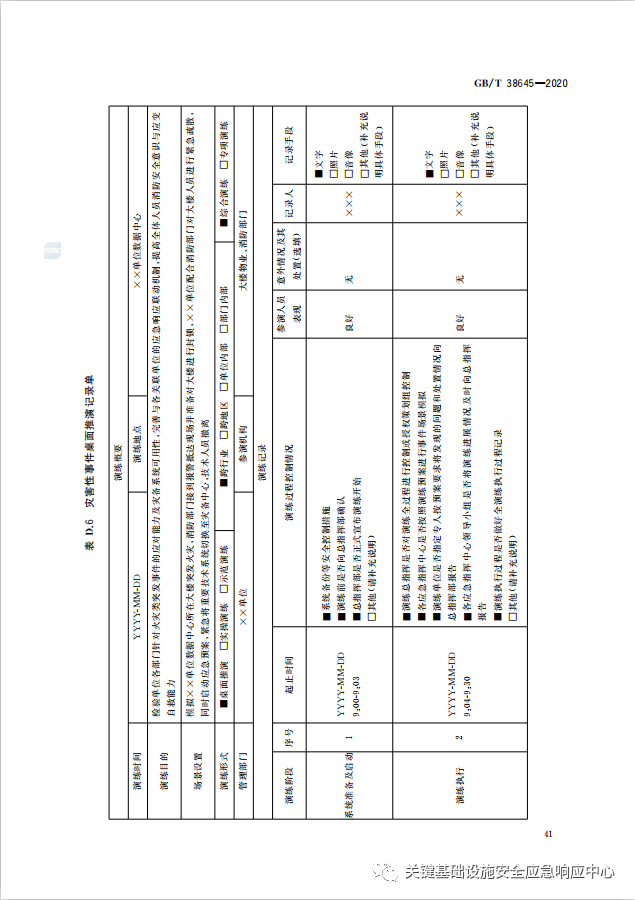 GB/T 38645—2020
表 D.6 灾害性事件桌面推演记录单
演练概要
演练时间 YYYY-MM-DD 演练地点 ××单位数据中心
演练目的 检验单位各部门针对火灾类突发事件的应对能力及灾备系统可用性,完善与各关联单位的应急响应联动机制,提高全体人员消防安全意识与应变
自救能力
场景设置 模拟××单位数据中心所在大楼突发火灾,消防部门接到报警抵达现场并准备对大楼进行封锁,××单位配合消防部门对大楼人员进行紧急疏散、
同时启动应急预案,紧急将重要技术系统切换至灾备中心,技术人员撤离
演练形式 ■桌面推演 □实操演练 □示范演练 ■跨行业 □跨地区 □单位内部 □部门内部 ■综合演练 □专项演练
管理部门 ××单位 参演机构 大楼物业、消防部门
演练记录
演练阶段 序号 起止时间 演练过程控制情况 参演人员
表现 意外情况及其
处置(选填) 记录人 记录手段
系统准备及启动 1 YYYY-MM-DD
9:00-9:03
■系统备份等安全控制措施
■演练前是否向总指挥部确认
■总指挥部是否正式宣布演练开始
□其他(请补充说明)
良好 无 ×××
■文字
□照片
□音像
□其他(补充说
明具体手段)
演练执行 2 YYYY-MM-DD
9:04-9:30
■演练总指挥是否对演练全过程进行控制或授权策划组控制
■各应急指挥中心是否按照演练预案进行事件场景模拟
■演练单位是否指定专人按预案要求将发现的问题和处置情况向
总指挥部报告
■各应急指挥中心领导小组是否将演练进展情况及时向总指挥
报告
■演练执行过程是否做好全演练执行过程记录
□其他(请补充说明)
良好 无 ×××
■文字
□照片
□音像
□其他(补充说
明具体手段)
41
关键基础设施安全应急响应中心